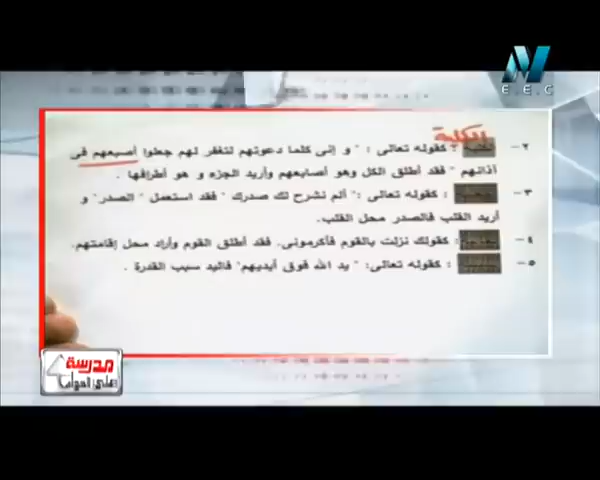 E.E.C
الكلية
٢- : كقوله تعالى : " و إنى كلما دعوتهم لتغفر لهم جعلوا أصبعهم فى
آذانهم " فقد أطلق الكل وهو أصابعهم وأريد الجزء و هو أطرافها .
٣- : كقوله تعالى :" ألم نشرح لك صدرك " فقد استعمل " الصدر " و
أريد القلب فالصدر محل القلب.
٤- : كقولك نزلت بالقوم فأكرمونى. فقد أطلق القوم وأراد محل إقامتهم.
٥- : كقوله تعالى: " يد الله فوق أيديهم" فاليد سبب القدرة .
مدرسة
على الهواء